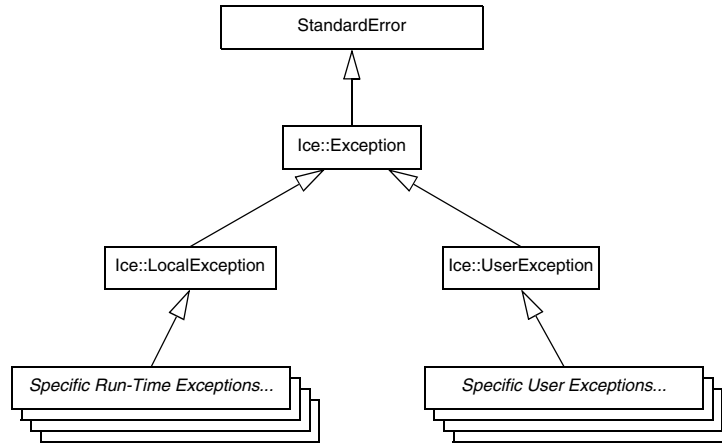 StandardError
Ice::Exception
Ice::LocalException
Ice::UserException
Specific Run-Time Exceptions...
Specific User Exceptions...